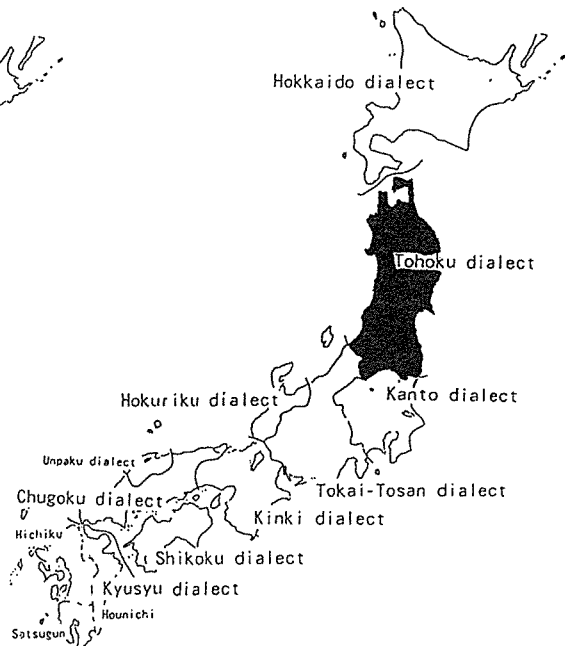 Hokkaido dialect
Tohoku dialect
Kanto dialect
Hokuriku dialect
Unpaku dialect
Tokai-Tosan dialect
Chugoku dialect
Kinki dialect
Hichiku
Shikoku dialect
Kyusyu dialect
Hounichi
Satsugun